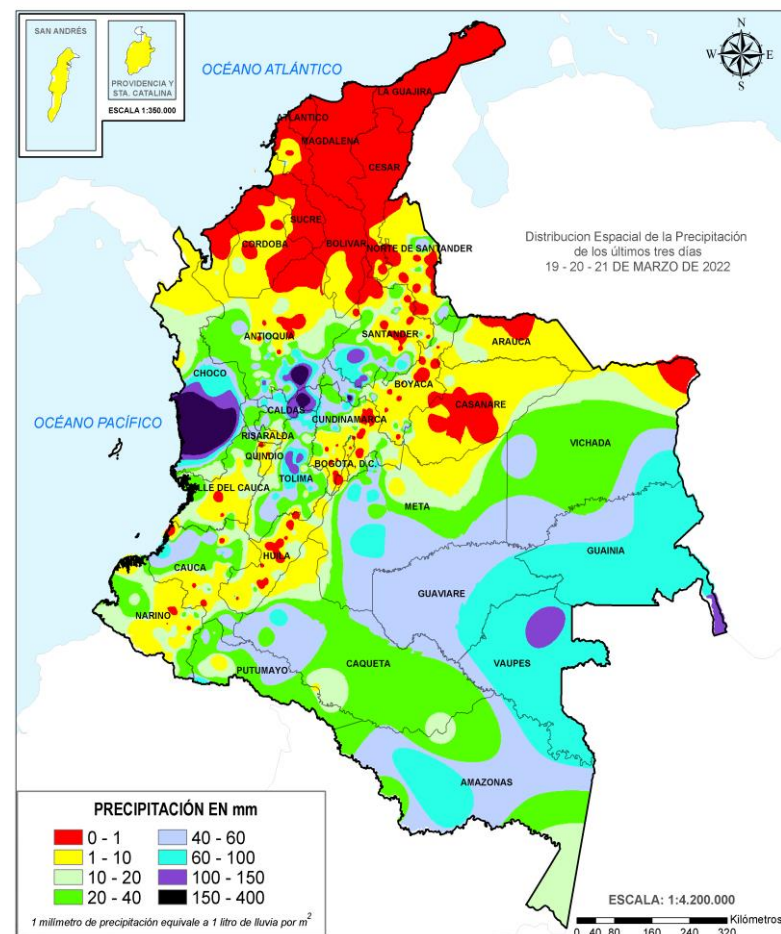 SAN ANDRÉS
PROVIDENCIA Y
STA. CATALINA
ESCALA 1:350.000
OCÉANO ATLÁNTICO
N
W E
S
LA GUAJIRA
ATLANTICO
MAGDALENA
CESAR
SUCRE
CORDOBA
BOLIVAR
NORTE DE SANTANDER
Distribucion Espacial de la Precipitación
de los últimos tres días
19 - 20 - 21 DE MARZO DE 2022
ANTIOQUIA
SANTANDER
ARAUCA
CHOCO
BOYACA
OCÉANO PACÍFICO
CALDAS
CASANARE
CUNDINAMARCA
RISARALDA
VICHADA
QUINDIO
BOGOTA, D.C.
TOLIMA
VALLE DEL CAUCA
META
HUILA
GUAINIA
CAUCA
GUAVIARE
NARIÑO
VAUPES
CAQUETA
PUTUMAYO
AMAZONAS
PRECIPITACIÓN EN mm
0 - 1
1 - 10
10 - 20
20 - 40
40 - 60
60 - 100
100 - 150
150 - 400
1 milímetro de precipitación equivale a 1 litro de lluvia por m²
ESCALA: 1:4.200.000
Kilómetros
0 40 80 160 240 320